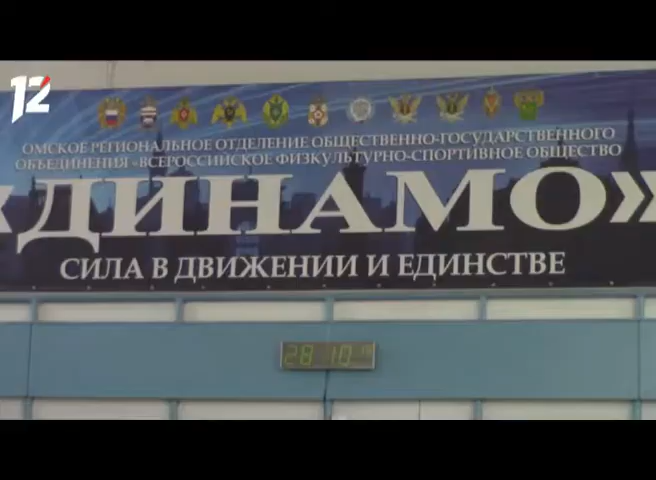 12
ОМСКОЕ РЕГИОНАЛЬНОЕ ОТДЕЛЕНИЕ ОБЩЕСТВЕННО-ГОСУДАРСТВЕННОГО
ОБЪЕДИНЕНИЯ «ВСЕРОССИЙСКОЕ ФИЗКУЛЬТУРНО-СПОРТИВНОЕ ОБЩЕСТВО
«ДИНАМО»
СИЛА В ДВИЖЕНИИ И ЕДИНСТВЕ
28 10